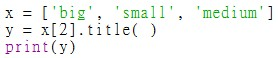 x = ['big', 'small', 'medium']
y = x[2].title( )
print(y)